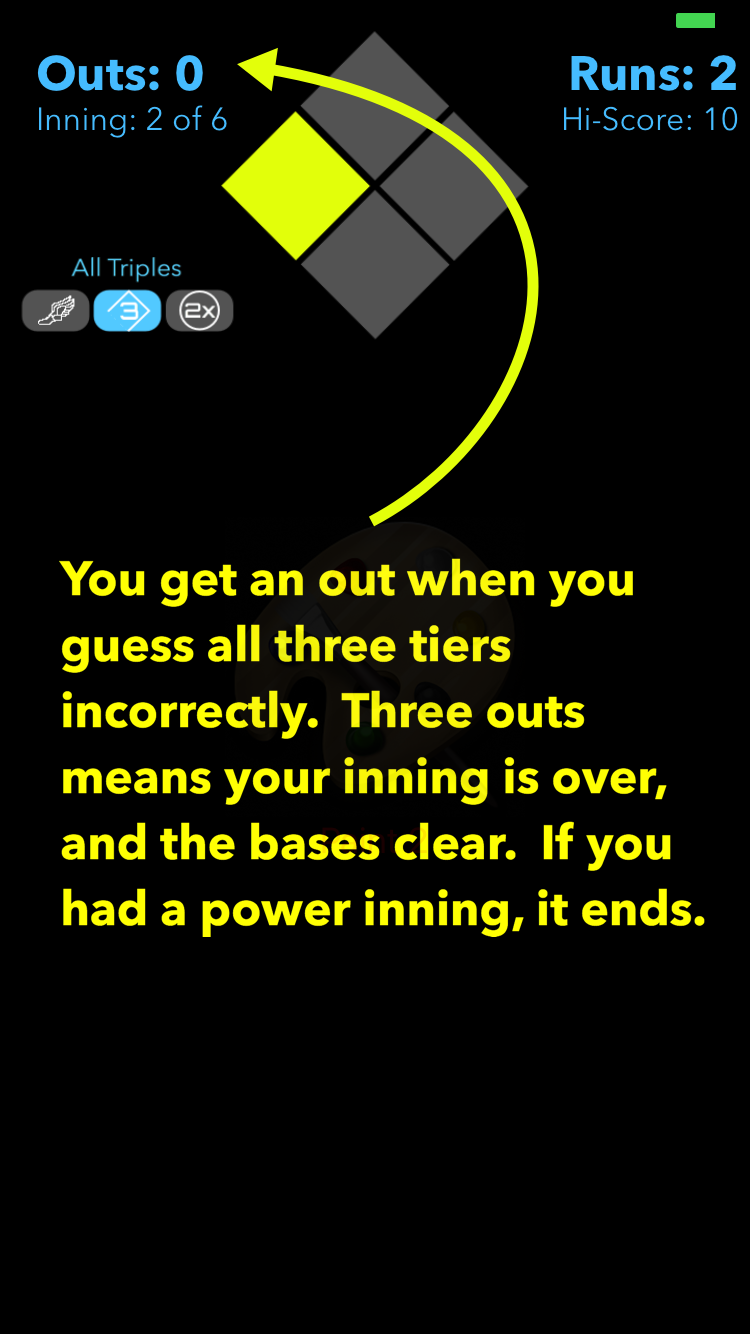 Outs: 0
Runs: 2
Inning: 2 of 6
Hi-Score: 10
All Triples
3
2x
You get an out when you
guess all three tiers
incorrectly.  Three outs
means your inning is over,
and the bases clear.  If you
had a power inning, it ends.